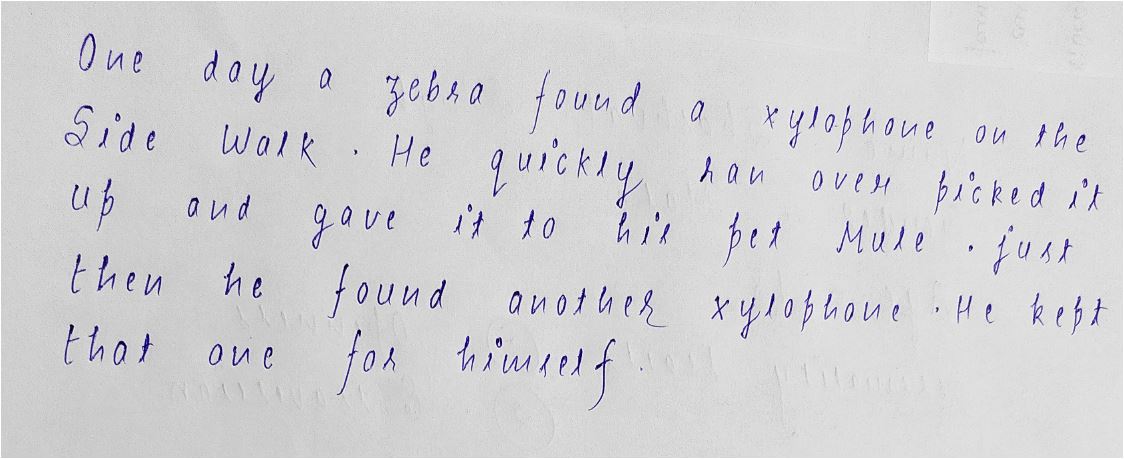 One day a zebra found a xylophone on the
Side Walk. He quickly ran over picked it
up and gave it to his pet Mule. just
then he found another xylophone. He kept
that one for himself.